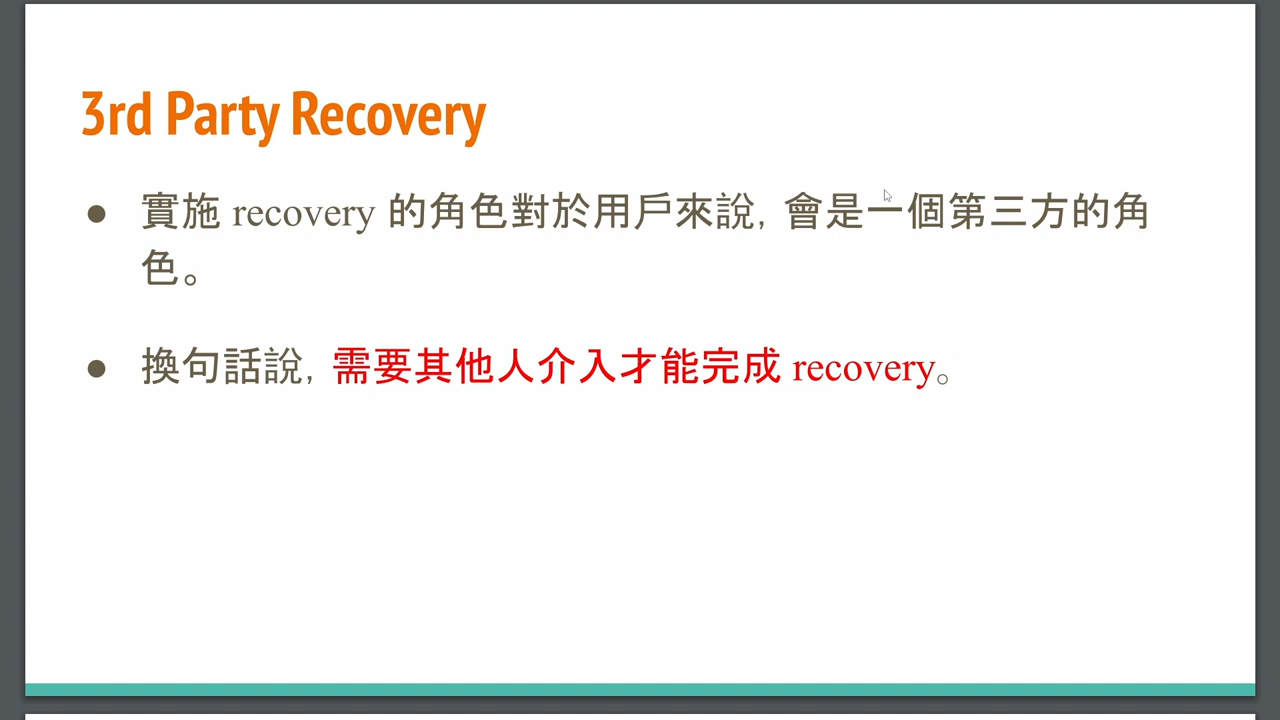 3rd Party Recovery
● 實施 recovery 的角色對於用戶來說, 會是一個第三方的角
色。
● 換句話說, 需要其他人介入才能完成 recovery。